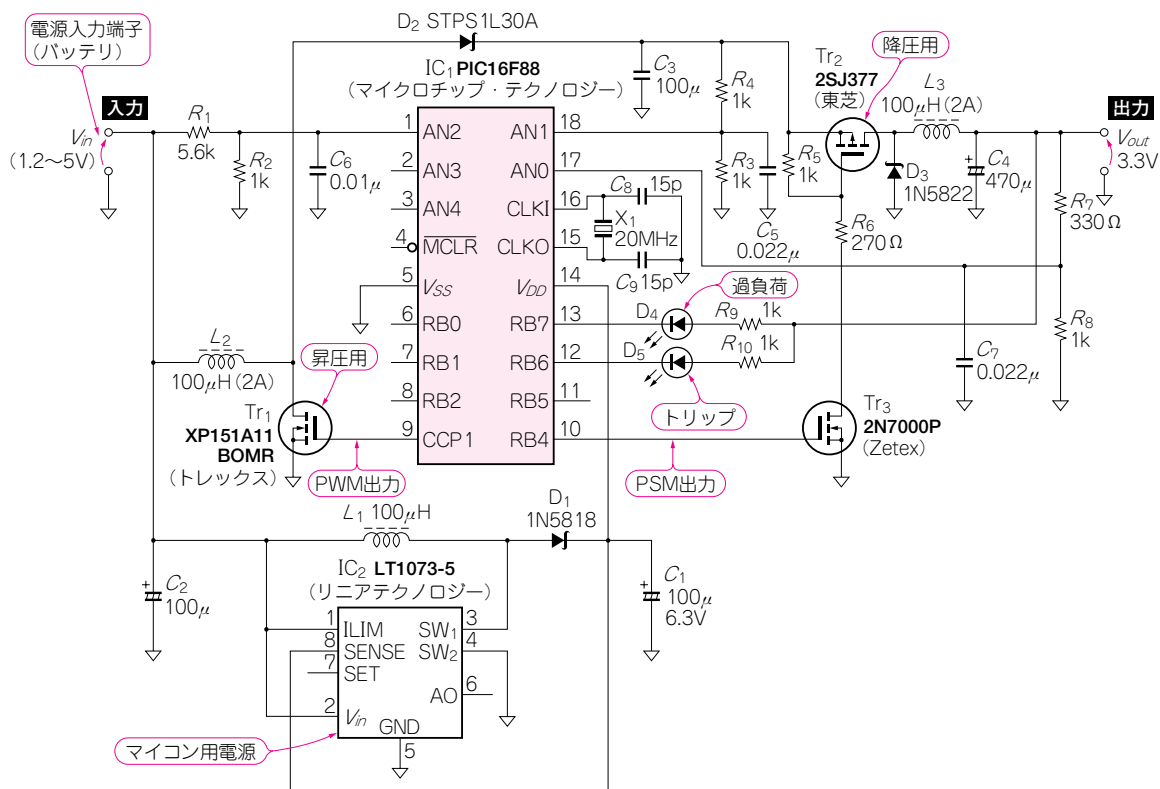 電源入力端子
(バッテリ)
入力
Vin
(1.2〜5V)
R1
5.6k
R2
1k
C6
0.01μ
D2 STPS1L30A
IC1 PIC16F88
(マイクロチップ・テクノロジー)
1 AN2
2 AN3
3 AN4
4 MCLR
5 VSS
6 RB0
7 RB1
8 RB2
9 CCP1
AN1 18
AN0 17
CLKI 16
CLKO 15
VDD 14
RB7 13
RB6 12
RB5 11
RB4 10
C3
100μ
R4
1k
R3
1k
C5
0.022μ
C8 15p
X1
20MHz
C9 15p
R5
1k
Tr2
2SJ377
(東芝)
降圧用
L3
100μH(2A)
D3
1N5822
C4
470μ
出力
Vout
3.3V
R6
270Ω
R7
330Ω
R8
1k
C7
0.022μ
過負荷
D4
R9 1k
D5
R10 1k
トリップ
Tr3
2N7000P
(Zetex)
PSM出力
L2
100μH(2A)
昇圧用
Tr1
XP151A11
BOMR
(トレックス)
PWM出力
L1 100μH
D1
1N5818
C2
100μ
C1
100μ
6.3V
IC2 LT1073-5
(リニアテクノロジー)
1 ILIM
8 SENSE
7 SET
2 Vin
SW1 3
SW2 4
AO 6
GND
5
マイコン用電源